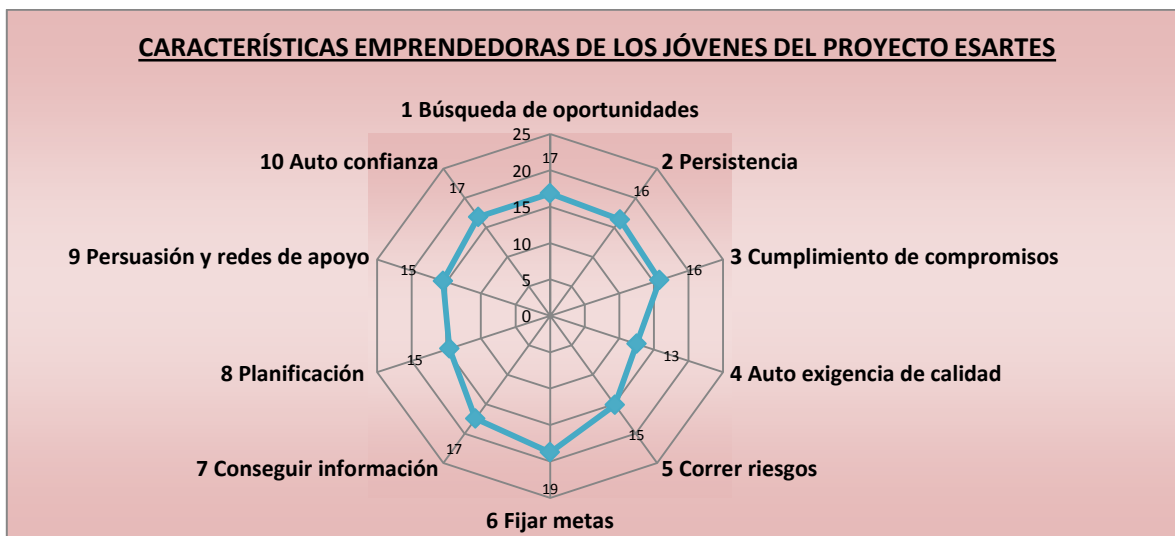 CARACTERÍSTICAS EMPRENDEDORAS DE LOS JÓVENES DEL PROYECTO ESARTES
1 Búsqueda de oportunidades
25
10 Auto confianza
17
2 Persistencia
17
20
16
15
9 Persuasión y redes de apoyo
15
10
16
3 Cumplimiento de compromisos
5
0
8 Planificación
15
13
4 Auto exigencia de calidad
7 Conseguir información
17
15
5 Correr riesgos
19
6 Fijar metas